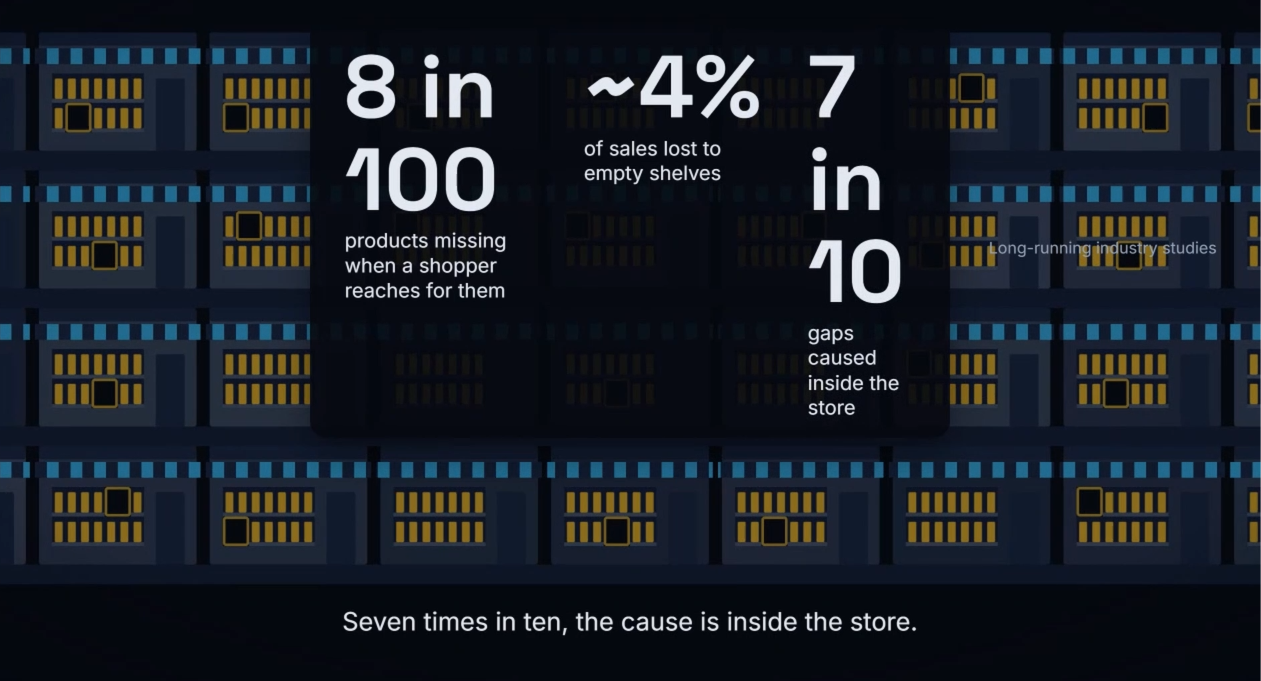 8 in
100
products missing
when a shopper
reaches for them
~4%
of sales lost to
empty shelves
7
in
10
gaps
caused
inside the
store
Long-running industry studies
Seven times in ten, the cause is inside the store.